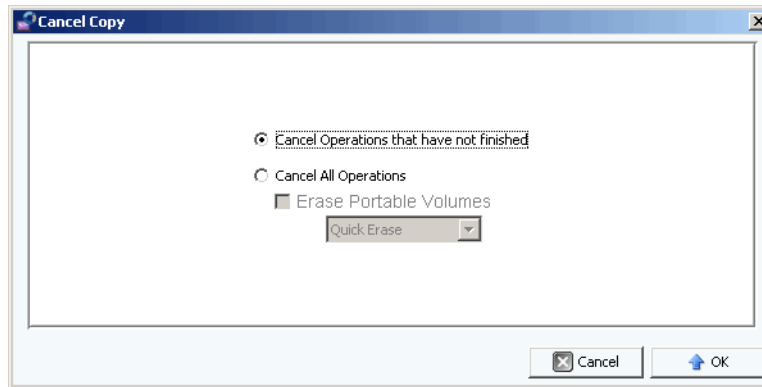 Cancel Copy
Cancel Operations that have not finished
Cancel All Operations
Erase Portable Volumes
Quick Erase
Cancel
OK